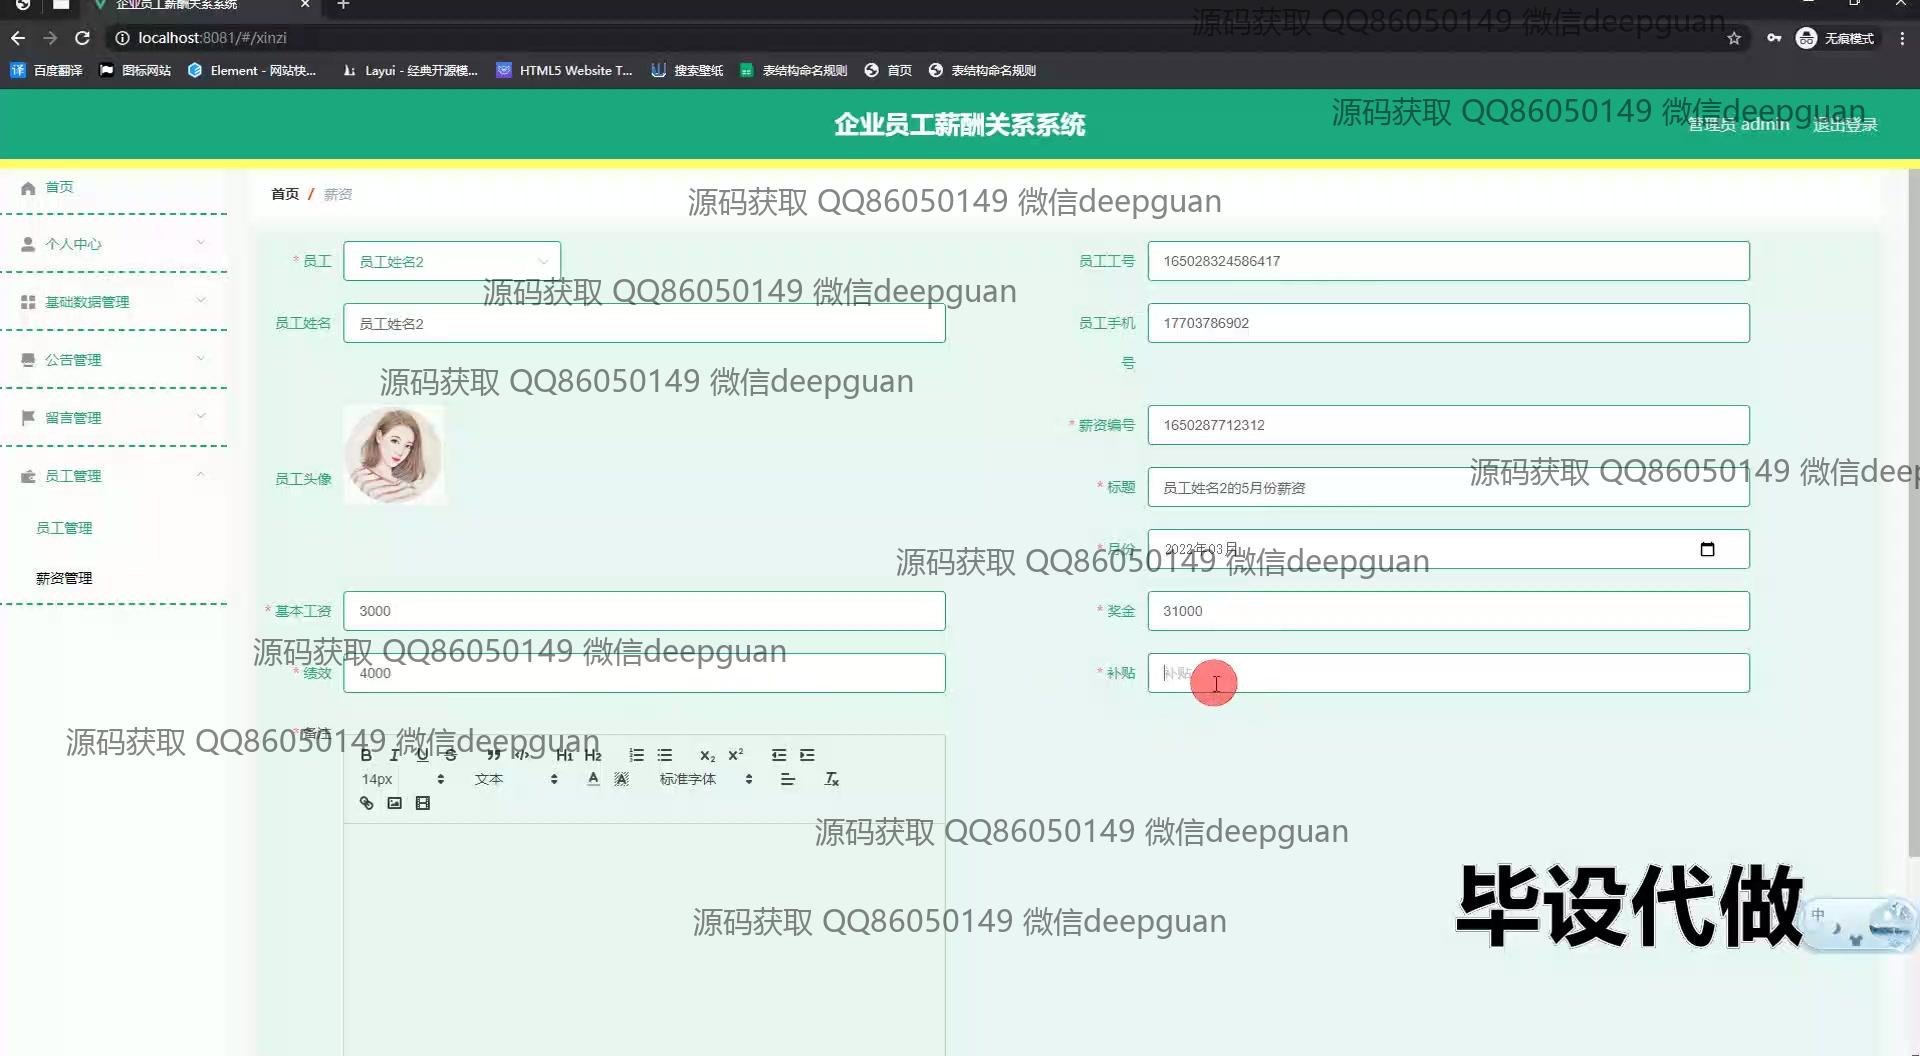 企业员工薪酬关系系统
localhost:8081/#/xinzi
无痕模式
百度翻译
图标网站
Element - 网站快...
Layui - 经典开源模...
HTML5 Website T...
搜索壁纸
表结构命名规则
首页
表结构命名规则
源码获取 QQ86050149 微信deepguan
企业员工薪酬关系系统
源码获取 QQ86050149 微信deepguan
管理员 admin
退出登录
首页
个人中心
基础数据管理
公告管理
留言管理
员工管理
员工管理
薪资管理
首页 / 薪资
源码获取 QQ86050149 微信deepguan
* 员工
员工姓名2
员工工号
165028324586417
源码获取 QQ86050149 微信deepguan
员工姓名
员工姓名2
员工手机号
17703786902
源码获取 QQ86050149 微信deepguan
员工头像
* 薪资编号
1650287712312
* 标题
员工姓名2的5月份薪资
源码获取 QQ86050149 微信deep
* 月份
2022年03月
源码获取 QQ86050149 微信deepguan
* 基本工资
3000
* 奖金
31000
源码获取 QQ86050149 微信deepguan
* 绩效
4000
* 补贴
补贴
* 备注
源码获取 QQ86050149 微信deepguan
B I U S ” </> H1 H2 X2 X2
14px
文本
A
A
标准字体
Tx
源码获取 QQ86050149 微信deepguan
源码获取 QQ86050149 微信deepguan
毕设代做
中